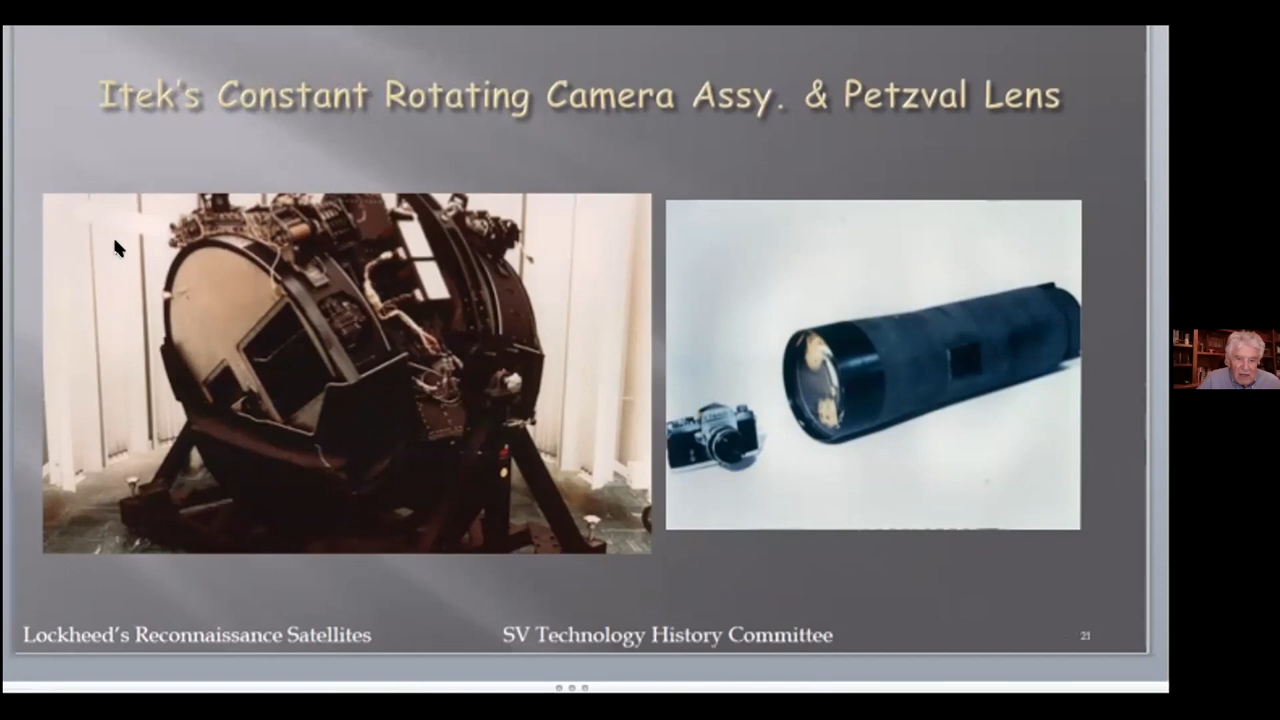 Itek's Constant Rotating Camera Assy. & Petzval Lens
Lockheed's Reconnaissance Satellites
SV Technology History Committee
21